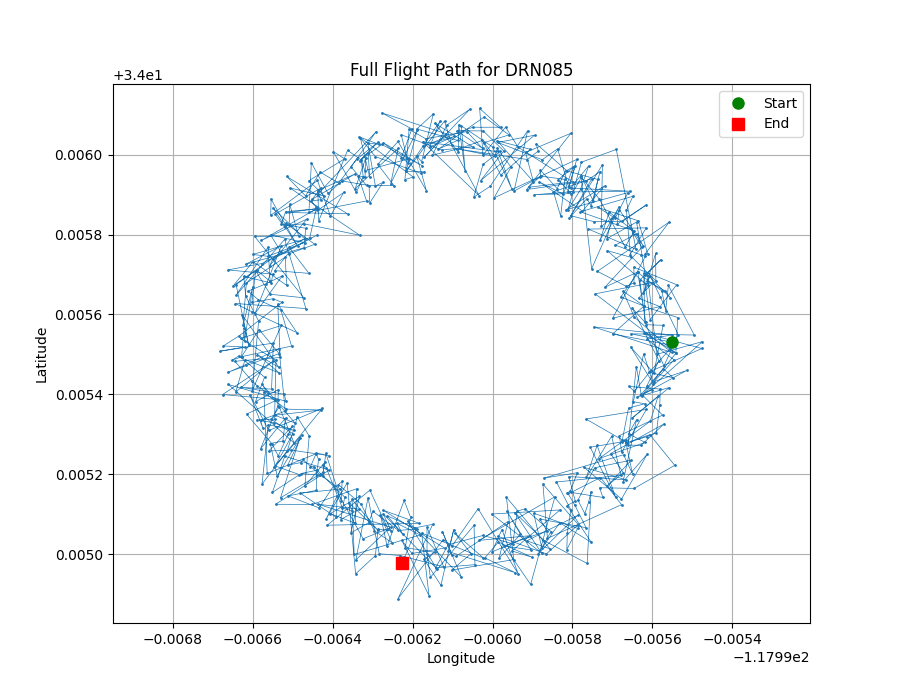 Full Flight Path for DRN085
+3.4e1
Start
End
0.0060
0.0058
0.0056
0.0054
0.0052
0.0050
Latitude
−0.0068 −0.0066 −0.0064 −0.0062 −0.0060 −0.0058 −0.0056 −0.0054
Longitude
−1.1799e2